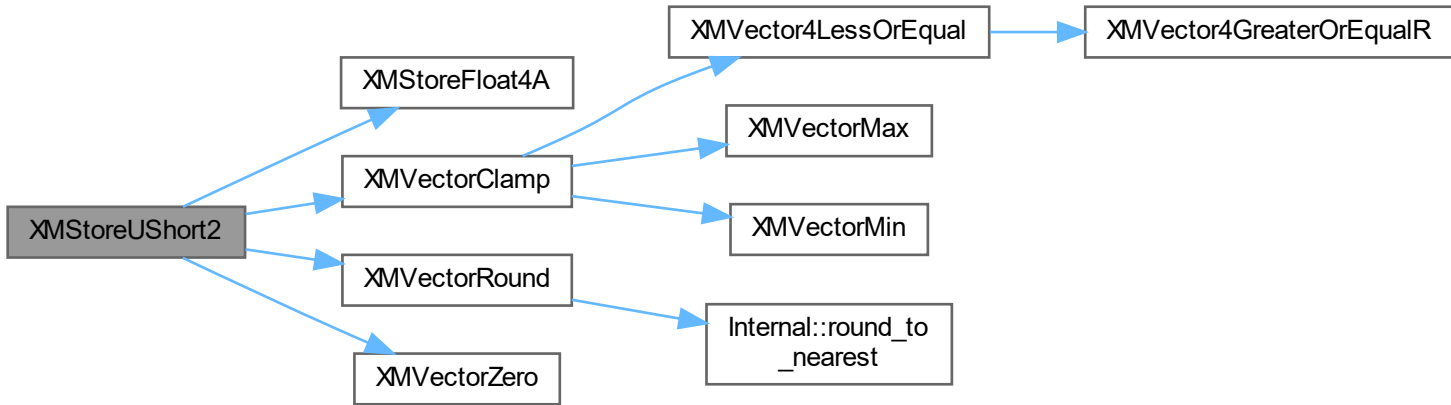 XMStoreUShort2
XMStoreFloat4A
XMVectorClamp
XMVector4LessOrEqual
XMVector4GreaterOrEqualR
XMVectorMax
XMVectorMin
XMVectorRound
Internal::round_to
_nearest
XMVectorZero